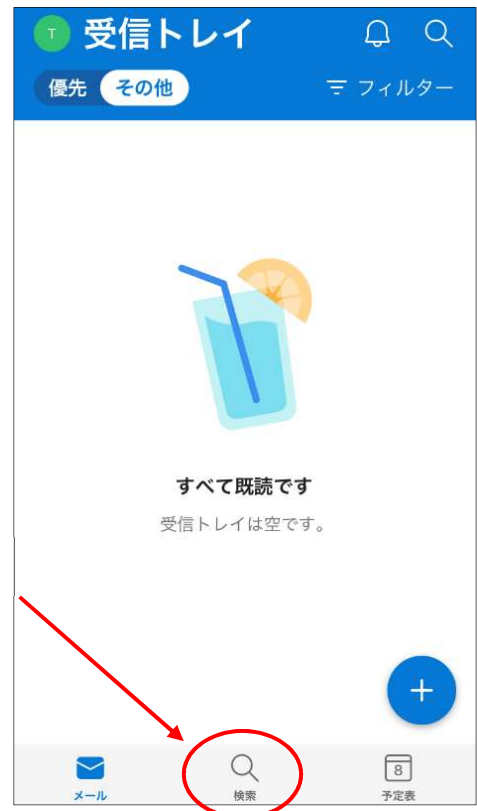 T 受信トレイ
優先 その他 フィルター
すべて既読です
受信トレイは空です。
メール 検索 8 予定表